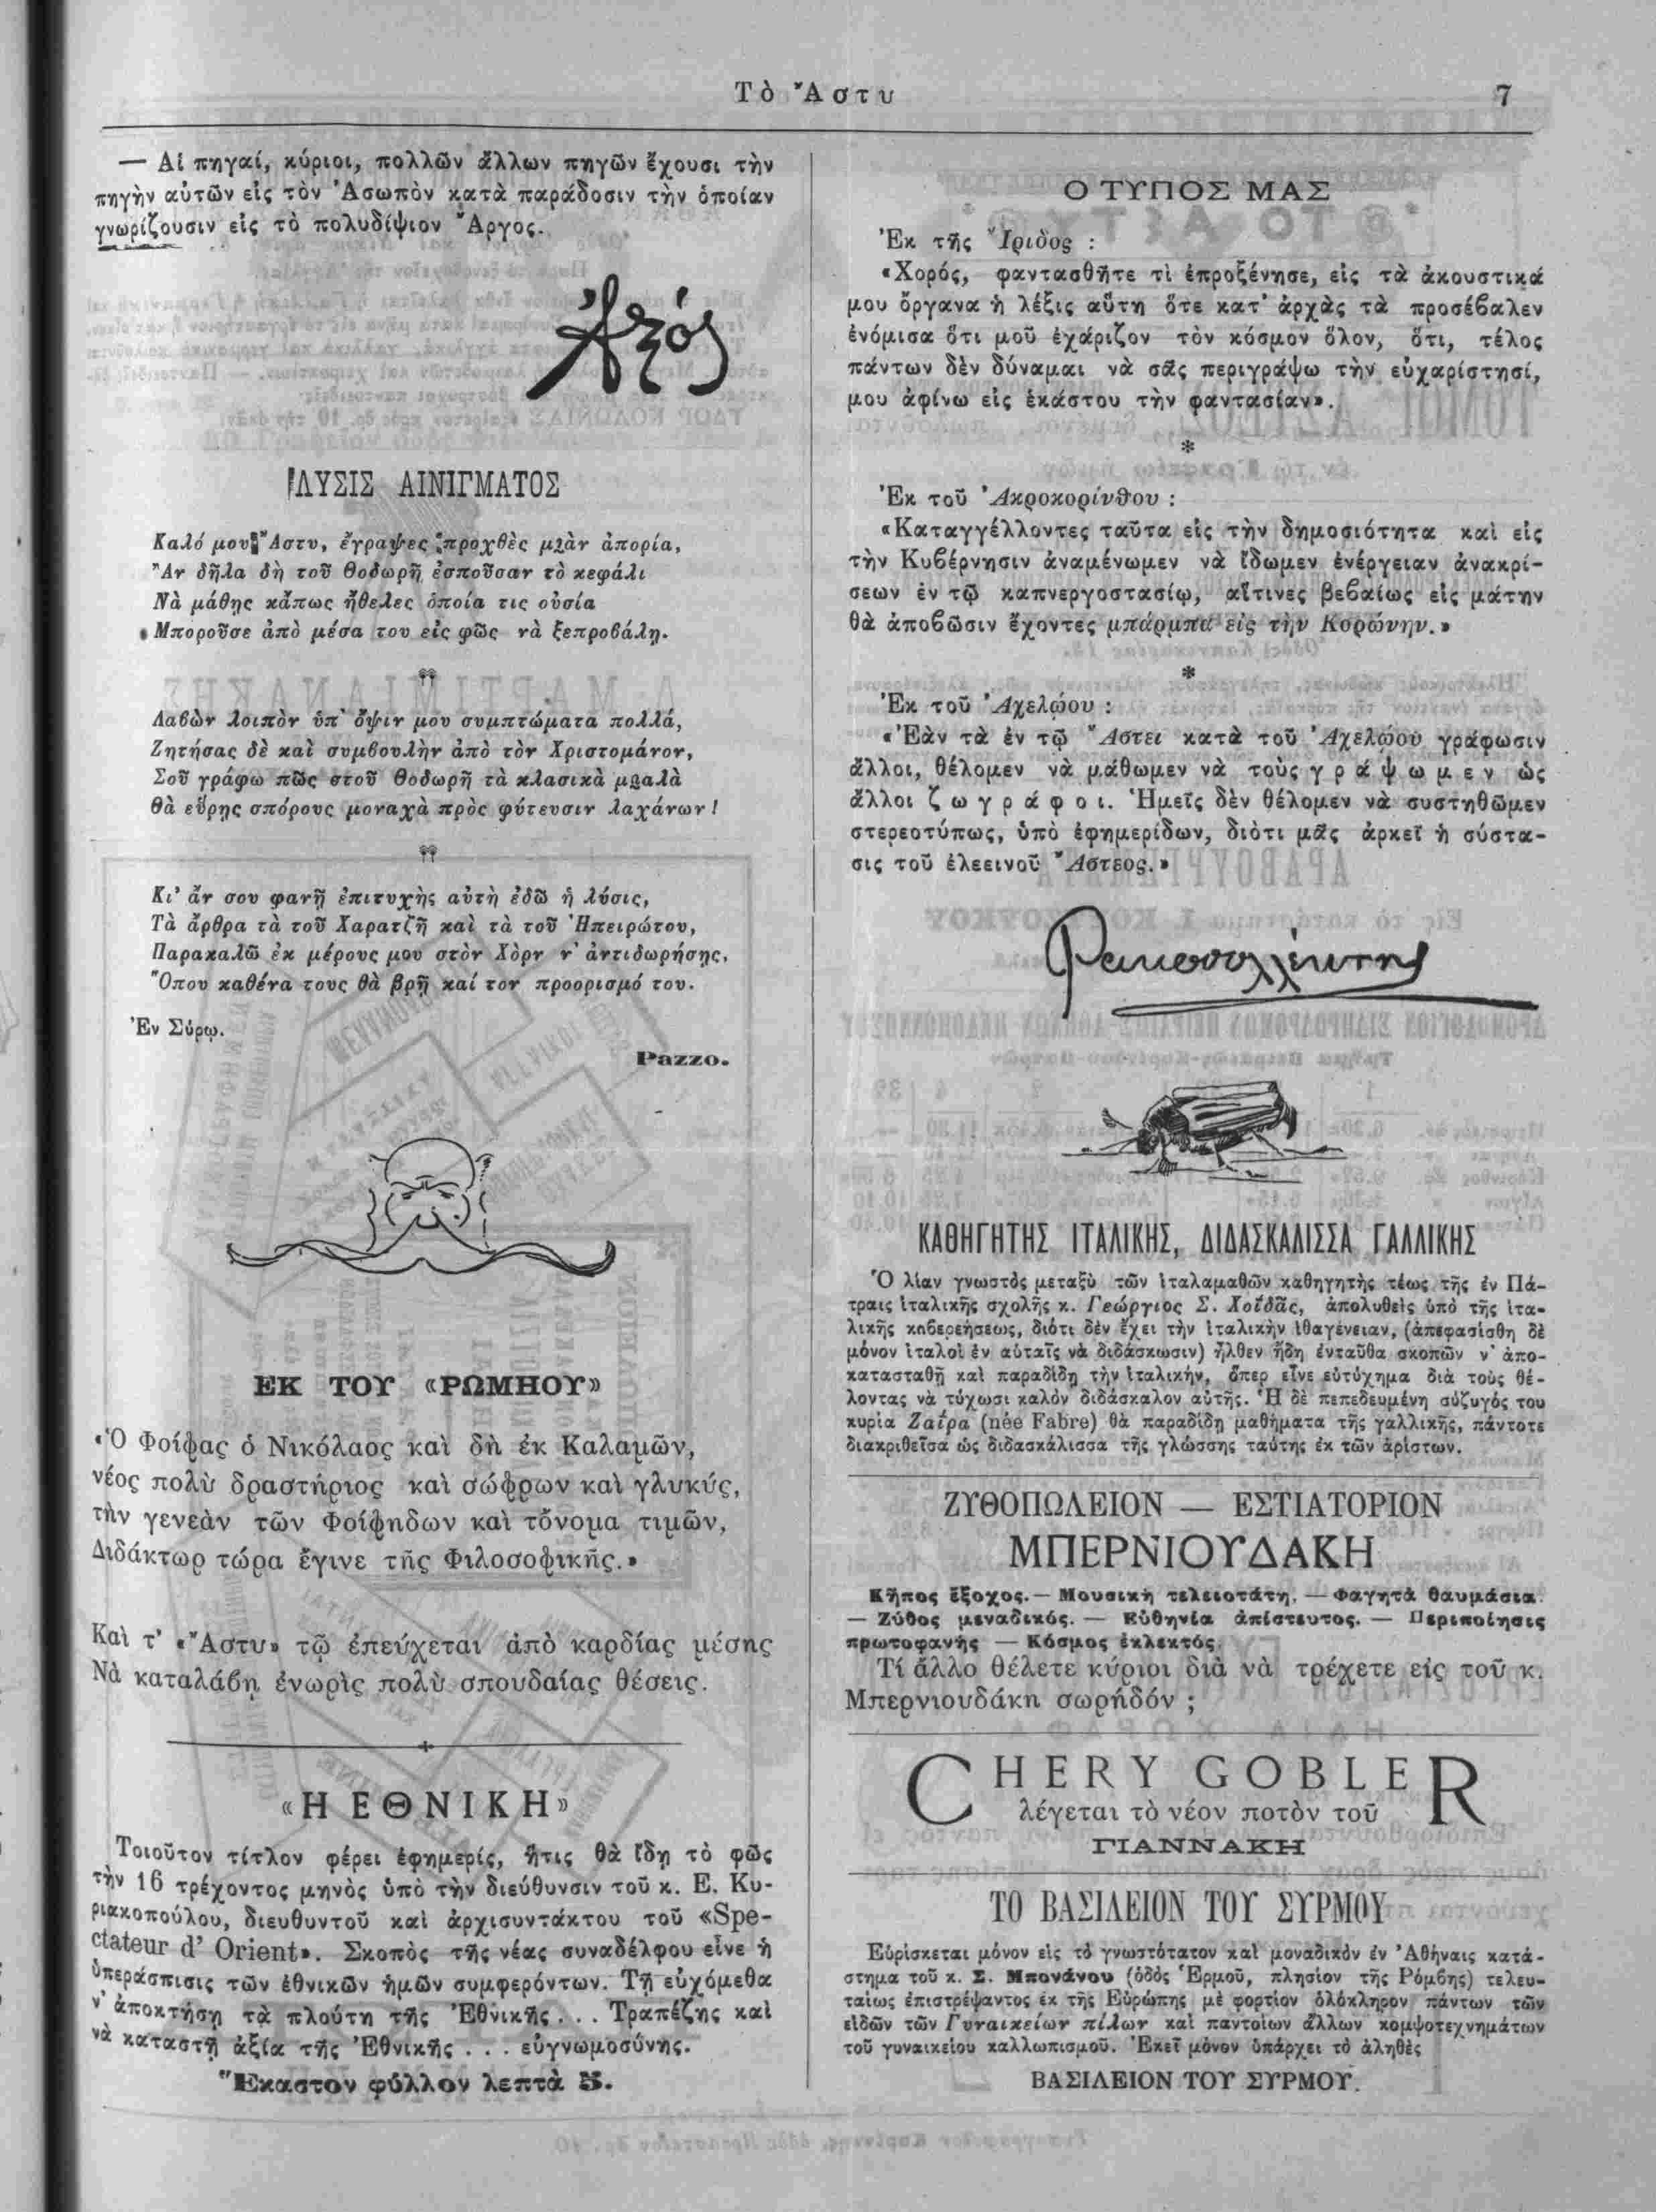 Τὸ Ἄστυ
7
— Αἱ πηγαί, κύριοι, πολλῶν ἄλλων πηγῶν ἔχουσι τὴν
πηγὴν αὑτῶν εἰς τὸν Ἀσωπὸν κατὰ παράδοσιν τὴν ὁποίαν
γνωρίζουσιν εἰς τὸ πολυδίψιον Ἄργος.
ΛΥΣΙΣ ΑΙΝΙΓΜΑΤΟΣ
Καλό μου Ἄστυ, ἔγραψες προχθὲς μιὰν ἀπορία,
Ἂν δῆλα δὴ τοῦ Θοδωρῆ ἐσποῦσαν τὸ κεφάλι
Νὰ μάθῃς κἄπως ἤθελες ὁποία τις οὐσία
Μποροῦσε ἀπὸ μέσα του εἰς φῶς νὰ ξεπροβάλῃ.
Λαβὼν λοιπὸν ὑπ' ὄψιν μου συμπτώματα πολλά,
Ζητήσας δὲ καὶ συμβουλὴν ἀπὸ τὸν Χριστομάνον,
Σοῦ γράφω πῶς στοῦ Θοδωρῆ τὰ κλασικὰ μυαλὰ
Θὰ εὕρῃς σπόρους μοναχὰ πρὸς φύτευσιν λαχάνων!
Κι' ἄν σου φανῇ ἐπιτυχὴς αὐτὴ ἐδῶ ἡ λύσις,
Τὰ ἄρθρα τὰ τοῦ Χαρατζῆ καὶ τὰ τοῦ Ἠπειρώτου,
Παρακαλῶ ἐκ μέρους μου στὸν Χὸρν ν' ἀντιδωρήσῃς,
Ὅπου καθένα τους θὰ βρῇ καί τον προορισμό του.
Ἐν Σύρῳ.
Pazzo.
ΕΚ ΤΟΥ «ΡΩΜΗΟΥ»
«Ὁ Φοίφας ὁ Νικόλαος καὶ δὴ ἐκ Καλαμῶν,
νέος πολὺ δραστήριος καὶ σώφρων καὶ γλυκύς,
τὴν γενεὰν τῶν Φοίφηδων καὶ τὄνομα τιμῶν,
Διδάκτωρ τώρα ἔγινε τῆς Φιλοσοφικῆς.»
Καὶ τ' «Ἄστυ» τῷ ἐπεύχεται ἀπὸ καρδίας μέσης
Νὰ καταλάβῃ ἐνωρὶς πολὺ σπουδαίας θέσεις.
«Η ΕΘΝΙΚΗ»
Τοιοῦτον τίτλον φέρει ἐφημερίς, ἥτις θὰ ἴδῃ τὸ φῶς
τὴν 16 τρέχοντος μηνὸς ὑπὸ τὴν διεύθυνσιν τοῦ κ. Ε. Κυ-
ριακοπούλου, διευθυντοῦ καὶ ἀρχισυντάκτου τοῦ «Spe-
ctateur d' Orient». Σκοπὸς τῆς νέας συναδέλφου εἶνε ἡ
ὑπεράσπισις τῶν ἐθνικῶν ἡμῶν συμφερόντων. Τῇ εὐχόμεθα
ν' ἀποκτήσῃ τὰ πλούτη τῆς Ἐθνικῆς... Τραπέζης καὶ
νὰ καταστῇ ἀξία τῆς Ἐθνικῆς ... εὐγνωμοσύνης.
Ἕκαστον φύλλον λεπτὰ 5.
Ο ΤΥΠΟΣ ΜΑΣ
Ἐκ τῆς Ἴριδος :
«Χορός, φαντασθῆτε τὶ ἐπροξένησε, εἰς τὰ ἀκουστικά
μου ὄργανα ἡ λέξις αὕτη ὅτε κατ' ἀρχὰς τὰ προσέβαλεν
ἐνόμισα ὅτι μοῦ ἐχάριζον τὸν κόσμον ὅλον, ὅτι, τέλος
πάντων δὲν δύναμαι νὰ σᾶς περιγράψω τὴν εὐχαρίστησί,
μου ἀφίνω εἰς ἑκάστου τὴν φαντασίαν».
*
Ἐκ τοῦ Ἀκροκορίνθου :
«Καταγγέλλοντες ταῦτα εἰς τὴν δημοσιότητα καὶ εἰς
τὴν Κυβέρνησιν ἀναμένωμεν νὰ ἴδωμεν ἐνέργειαν ἀνακρί-
σεων ἐν τῷ καπνεργοστασίῳ, αἵτινες βεβαίως εἰς μάτην
θὰ ἀποβῶσιν ἔχοντες μπάρμπα εἰς τὴν Κορώνην.»
*
Ἐκ τοῦ Ἀχελῴου :
«Ἐὰν τὰ ἐν τῷ Ἄστει κατὰ τοῦ Ἀχελῴου γράφωσιν
ἄλλοι, θέλομεν νὰ μάθωμεν νὰ τοὺς γράψωμεν ὡς
ἄλλοι ζωγράφοι. Ἡμεῖς δὲν θέλομεν νὰ συστηθῶμεν
στερεοτύπως, ὑπὸ ἐφημερίδων, διότι μᾶς ἀρκεῖ ἡ σύστα-
σις τοῦ ἐλεεινοῦ Ἄστεος.»
ΚΑΘΗΓΗΤΗΣ ΙΤΑΛΙΚΗΣ, ΔΙΔΑΣΚΑΛΙΣΣΑ ΓΑΛΛΙΚΗΣ
Ὁ λίαν γνωστὸς μεταξὺ τῶν ἰταλαμαθῶν καθηγητὴς τέως τῆς ἐν Πά-
τραις ἰταλικῆς σχολῆς κ. Γεώργιος Σ. Χοϊδᾶς, ἀπολυθεὶς ὑπὸ τῆς ἰτα-
λικῆς κηβερεήσεως, διότι δὲν ἔχει τὴν ἰταλικὴν ἰθαγένειαν, (ἀπεφασίσθη δὲ
μόνον ἰταλοὶ ἐν αὐταῖς νὰ διδάσκωσιν) ἦλθεν ἤδη ἐνταῦθα σκοπῶν ν' ἀπο-
κατασταθῇ καὶ παραδίδῃ τὴν ἰταλικήν, ὅπερ εἶνε εὐτύχημα διὰ τοὺς θέ-
λοντας νὰ τύχωσι καλὸν διδάσκαλον αὐτῆς. Ἡ δὲ πεπεδευμένη σύζυγός του
κυρία Ζαΐρα (née Fabre) θὰ παραδίδῃ μαθήματα τῆς γαλλικῆς, πάντοτε
διακριθεῖσα ὡς διδασκάλισσα τῆς γλώσσης ταύτης ἐκ τῶν ἀρίστων.
ΖΥΘΟΠΩΛΕΙΟΝ — ΕΣΤΙΑΤΟΡΙΟΝ
ΜΠΕΡΝΙΟΥΔΑΚΗ
Κῆπος ἔξοχος.— Μουσικὴ τελειοτάτη. — Φαγητὰ θαυμάσια.
— Ζύθος μεναδικός. — Εὐθηνία ἀπίστευτος. — Περιποίησις
πρωτοφανὴς — Κόσμος ἐκλεκτός.
Τί ἄλλο θέλετε κύριοι διὰ νὰ τρέχετε εἰς τοῦ κ.
Μπερνιουδάκη σωρηδόν ;
CHERY GOBLER
λέγεται τὸ νέον ποτὸν τοῦ
ΓΙΑΝΝΑΚΗ
ΤΟ ΒΑΣΙΛΕΙΟΝ ΤΟΥ ΣΥΡΜΟΥ
Εὑρίσκεται μόνον εἰς τὸ γνωστότατον καὶ μοναδικὸν ἐν Ἀθήναις κατά-
στημα τοῦ κ. Σ. Μπονάνου (ὁδὸς Ἑρμοῦ, πλησίον τῆς Ρόμβης) τελευ-
ταίως ἐπιστρέψαντος ἐκ τῆς Εὐρώπης μὲ φορτίον ὁλόκληρον πάντων τῶν
εἰδῶν τῶν Γυναικείων πίλων καὶ παντοίων ἄλλων κομψοτεχνημάτων
τοῦ γυναικείου καλλωπισμοῦ. Ἐκεῖ μόνον ὑπάρχει τὸ ἀληθὲς
ΒΑΣΙΛΕΙΟΝ ΤΟΥ ΣΥΡΜΟΥ.